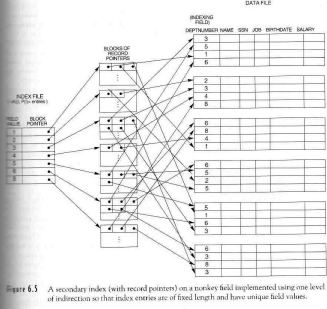 DATA FILE
(INDEXING
FIELD)
DEPTNUMBER NAME SSN JOB BIRTHDATE SALARY
3
5
1
6
2
3
4
8
6
8
4
1
6
5
2
5
5
1
6
3
6
3
8
3
BLOCKS OF
RECORD
POINTERS
INDEX FILE
entries)
FIELD
VALUE
BLOCK
POINTER
1
2
3
4
5
6
8
Figure 6.5 A secondary index (with record pointers) on a nonkey field implemented using one level
of indirection so that index entries are of fixed length and have unique field values.